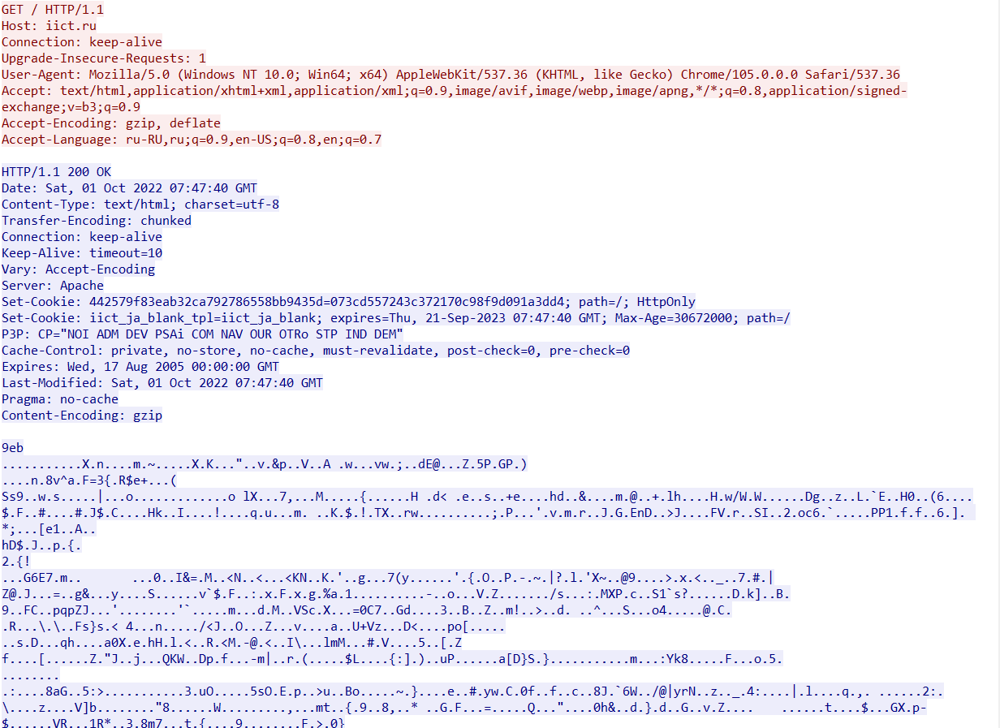 GET / HTTP/1.1
Host: iict.ru
Connection: keep-alive
Upgrade-Insecure-Requests: 1
User-Agent: Mozilla/5.0 (Windows NT 10.0; Win64; x64) AppleWebKit/537.36 (KHTML, like Gecko) Chrome/105.0.0.0 Safari/537.36
Accept: text/html,application/xhtml+xml,application/xml;q=0.9,image/avif,image/webp,image/apng,*/*;q=0.8,application/signed-
exchange;v=b3;q=0.9
Accept-Encoding: gzip, deflate
Accept-Language: ru-RU,ru;q=0.9,en-US;q=0.8,en;q=0.7
HTTP/1.1 200 OK
Date: Sat, 01 Oct 2022 07:47:40 GMT
Content-Type: text/html; charset=utf-8
Transfer-Encoding: chunked
Connection: keep-alive
Keep-Alive: timeout=10
Vary: Accept-Encoding
Server: Apache
Set-Cookie: 442579f83eab32ca792786558bb9435d=073cd557243c372170c98f9d091a3dd4; path=/; HttpOnly
Set-Cookie: iict_ja_blank_tpl=iict_ja_blank; expires=Thu, 21-Sep-2023 07:47:40 GMT; Max-Age=30672000; path=/
P3P: CP="NOI ADM DEV PSAi COM NAV OUR OTRo STP IND DEM"
Cache-Control: private, no-store, no-cache, must-revalidate, post-check=0, pre-check=0
Expires: Wed, 17 Aug 2005 00:00:00 GMT
Last-Modified: Sat, 01 Oct 2022 07:47:40 GMT
Pragma: no-cache
Content-Encoding: gzip
9eb
...........X.n....m.~.....X.K..."..v.&p..V..A .w...vw.;..dE@...Z.5P.GP.)
....n.8v^a.F=3{.R$e+...(
Ss9..w.s.....|...o.............o lX...7,...M.....{......H .d< .e...s..+e....hd..&....m.@..+.lh....H.w/W.W......Dg..z..L.`E..H0..(6....
$.F..#....#.J$.C....Hk..I....!....q.u...m. ..K.$.!.TX..rw..........;.P...'.v.m.r..J.G.EnD..>J....FV.r..SI..2.oc6.`.....PP1.f.f..6.].
*;...[e1..A..
hD$.J..p.{.
2.{!
...G6E7.m.. ...0..I&=.M..<N..<...<KN..K.'..g...7(y......'.{.O..P.-.~.|?.l.'X~..@9....>.x.<.._..7.#.|
Z@.J...=..g&...y....S......v`$.F..:.x.F.x.g.%a.1..........-..o...V.Z......./s...:.MXP.c..S1`s?......D.k]..B.
9..FC..pqpZJ...'........'`.....m...d.M..VSc.X...=0C7..Gd....3..B..Z..m!..>..d. ..^...S...o4.....@.C.
.R...\.\..Fs}s.< 4...n...../<J..O...Z...v....a..U+Vz...D<....po[.....
..s.D...qh....a0X.e.hH.l.<..R.<M.-@.<..I\...lmM...#.V....5..[.Z
f....[......Z."J..j...QKW..Dp.f...-m|..r.(.....$L....{:].)..uP......a[D}S.}...........m...:Yk8.....F...o.5.
........
.:....8aG..5:>...........3.uO.....5sO.E.p..>u..Bo.....~.}....e..#.yw.C.0f..f..c..8J.`6W../@|yrN..z.._.4:....|.l....q.,. ......2:.
\....z....V]b........"8......W.........,...mt..{.9..8,..* ..G.F...=.....Q..."....0h&..d.}.d..G..v.Z.... ......t....$...GX.p-
$......VR...1R*..3.8m7...t.{....9........F.>.0}